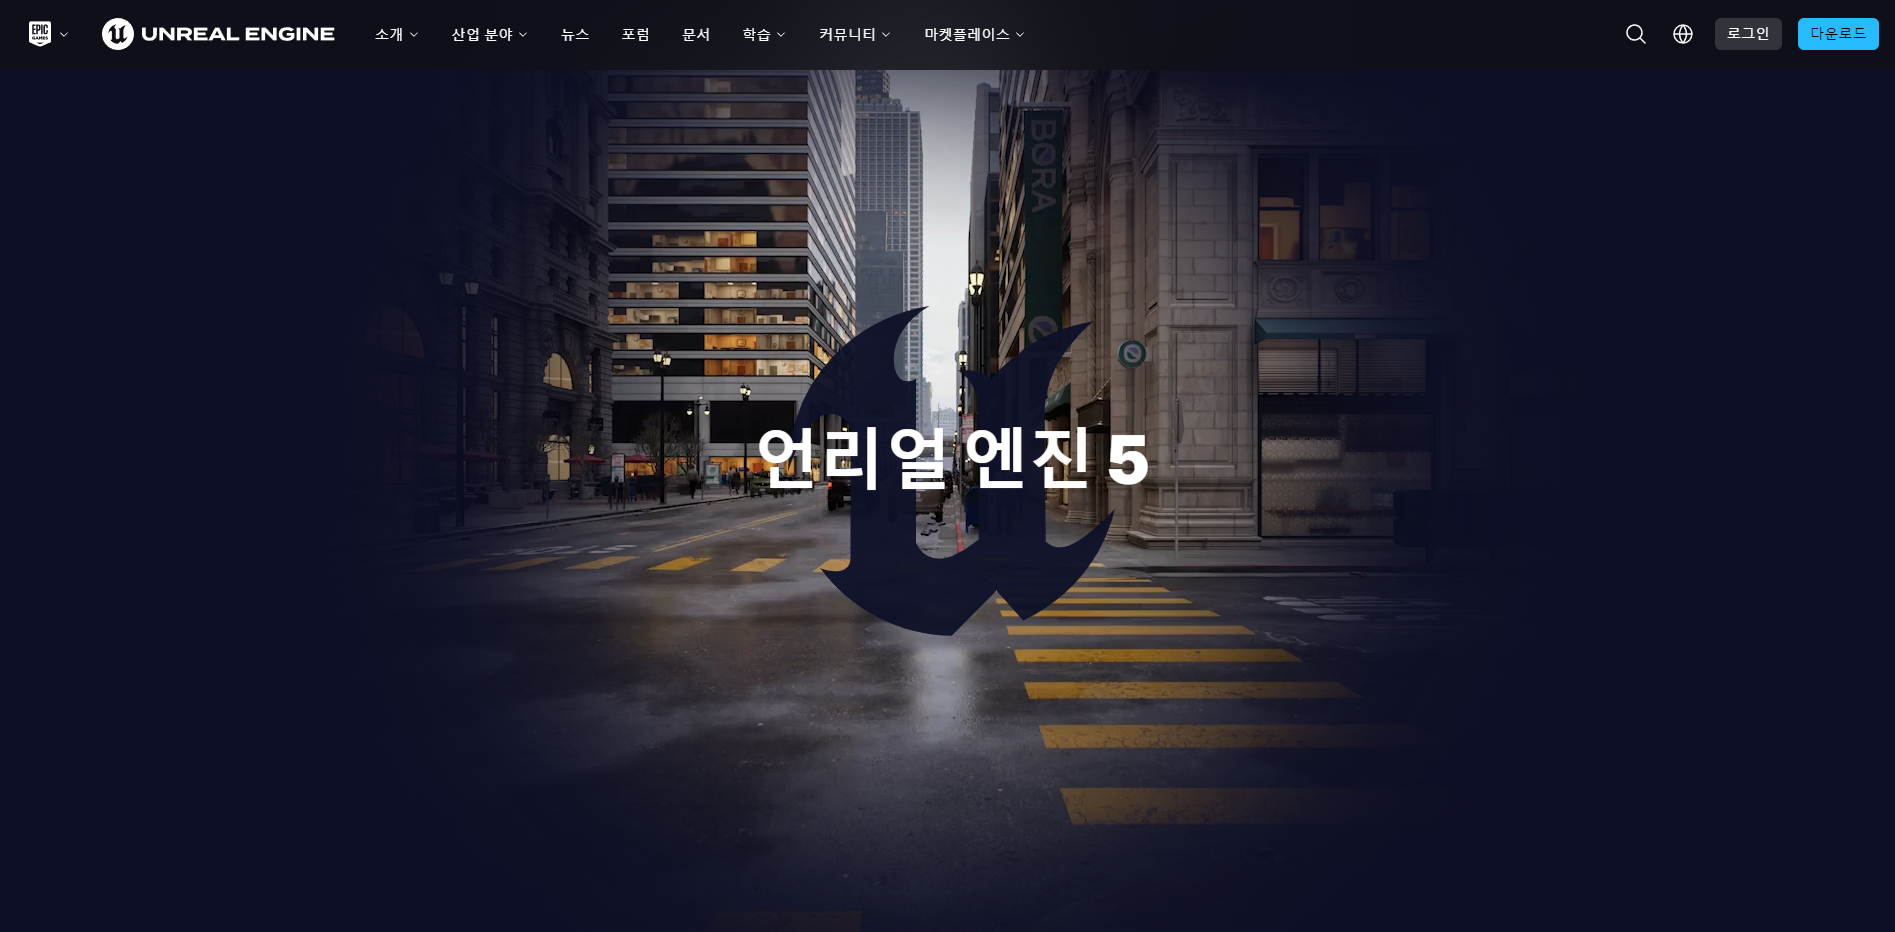 EPIC GAMES
UNREAL ENGINE
소개
산업 분야
뉴스
포럼
문서
학습
커뮤니티
마켓플레이스
로그인
다운로드
BORA
언리얼 엔진 5